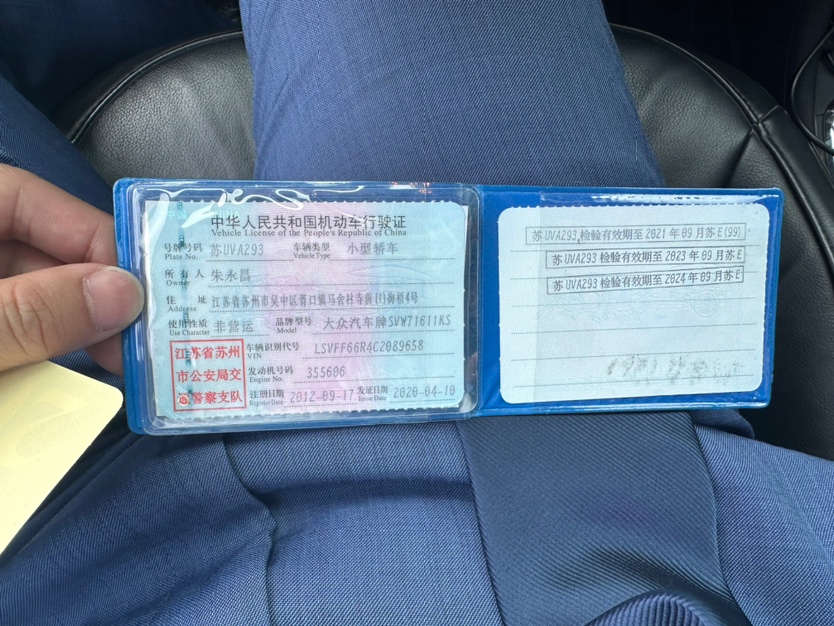 中华人民共和国机动车行驶证
Vehicle License of the People's Republic of China
号牌号码 苏UVA293 车辆类型 小型轿车
Plate No. Vehicle Type
所有人 朱永昌
Owner
住址 江苏省苏州市吴中区胥口镇马舍村寺前(1)梅桥4号
Address
使用性质 非营运 品牌型号 大众汽车牌SVW71611KS
Use Character Model
江苏省苏州
市公安局交
通警察支队
车辆识别代号 LSVFF66R4C2089658
VIN
发动机号码 355606
Engine No.
注册日期 2012-09-17 发证日期 2020-04-10
Register Date Issue Date
苏UVA293 检验有效期至2021年09月苏E(99)
苏UVA293 检验有效期至2023年09月苏E
苏UVA293 检验有效期至2024年09月苏E